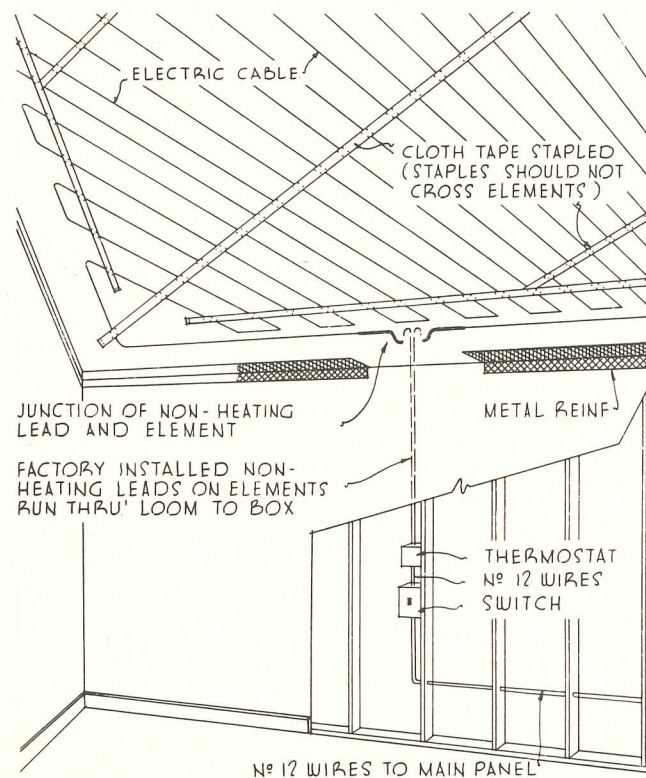 ELECTRIC CABLE
CLOTH TAPE STAPLED
(STAPLES SHOULD NOT
CROSS ELEMENTS)
JUNCTION OF NON-HEATING
LEAD AND ELEMENT
METAL REINF
FACTORY INSTALLED NON-
HEATING LEADS ON ELEMENTS
RUN THRU' LOOM TO BOX
THERMOSTAT
Nº 12 WIRES
SWITCH
Nº 12 WIRES TO MAIN PANEL